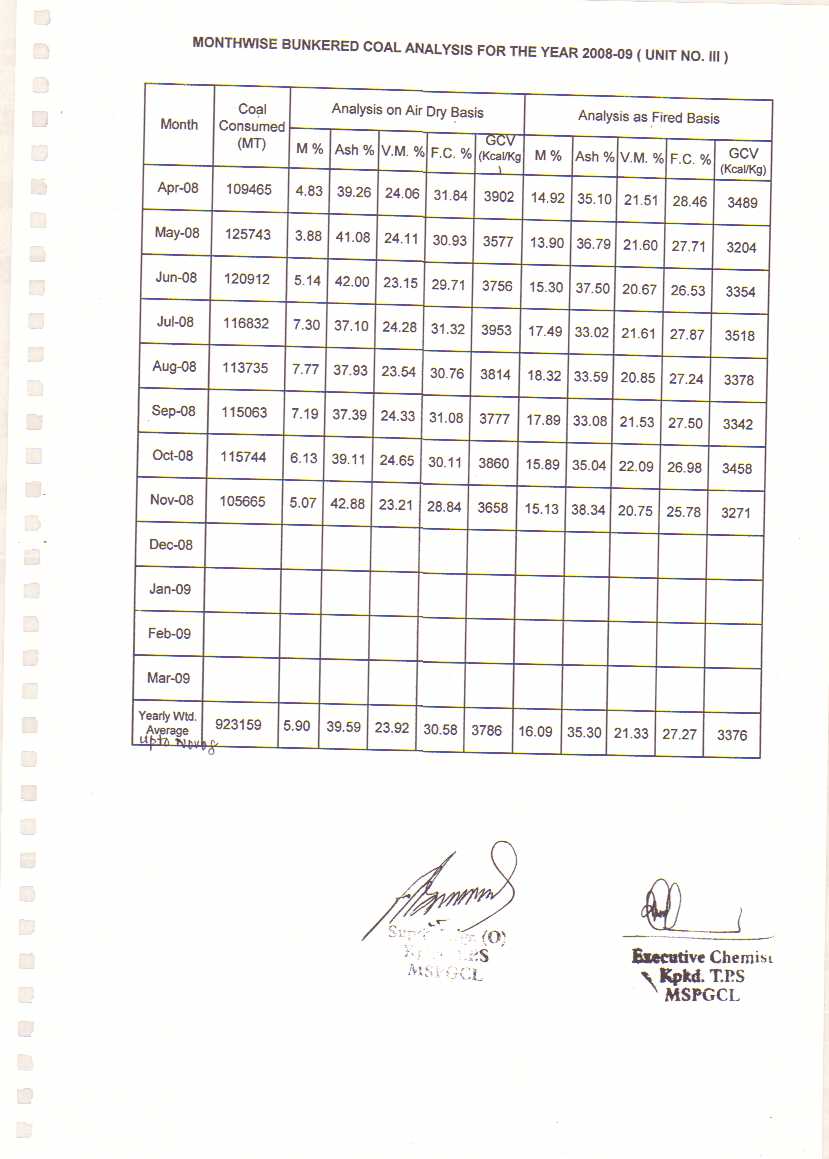 MONTHWISE BUNKERED COAL ANALYSIS FOR THE YEAR 2008-09 ( UNIT NO. III )
Month Coal Consumed (MT) Analysis on Air Dry Basis Analysis as Fired Basis
M % Ash % V.M. % F.C. % GCV (Kcal/Kg) M % Ash % V.M. % F.C. % GCV (Kcal/Kg)
Apr-08 109465 4.83 39.26 24.06 31.84 3902 14.92 35.10 21.51 28.46 3489
May-08 125743 3.88 41.08 24.11 30.93 3577 13.90 36.79 21.60 27.71 3204
Jun-08 120912 5.14 42.00 23.15 29.71 3756 15.30 37.50 20.67 26.53 3354
Jul-08 116832 7.30 37.10 24.28 31.32 3953 17.49 33.02 21.61 27.87 3518
Aug-08 113735 7.77 37.93 23.54 30.76 3814 18.32 33.59 20.85 27.24 3378
Sep-08 115063 7.19 37.39 24.33 31.08 3777 17.89 33.08 21.53 27.50 3342
Oct-08 115744 6.13 39.11 24.65 30.11 3860 15.89 35.04 22.09 26.98 3458
Nov-08 105665 5.07 42.88 23.21 28.84 3658 15.13 38.34 20.75 25.78 3271
Dec-08
Jan-09
Feb-09
Mar-09
Yearly Wtd. Average 923159 5.90 39.59 23.92 30.58 3786 16.09 35.30 21.33 27.27 3376
upto Nov08
(O)
MSPGCL
Executive Chemist
Kpkd. T.P.S
MSPGCL